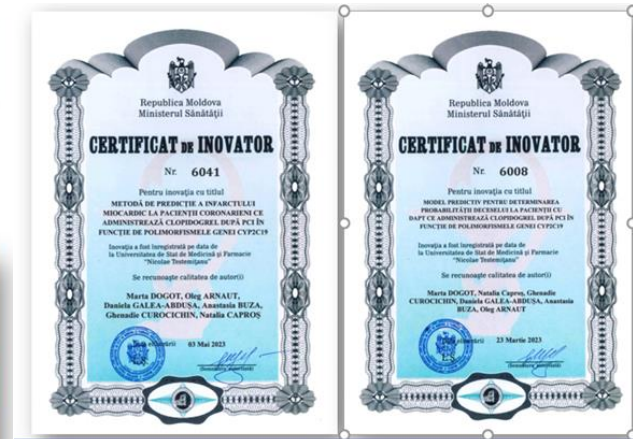 Republica Moldova
Ministerul Sănătății
CERTIFICAT DE INOVATOR
Nr. 6041
Pentru inovația cu titlul
METODĂ DE PREDICȚIE A INFARCTULUI
MIOCARDIC LA PACIENȚII CORONARIENI CE
ADMINISTREAZĂ CLOPIDOGREL DUPĂ PCI ÎN
FUNCȚIE DE POLIMORFISMELE GENEI CYP2C19
Inovația a fost înregistrată pe data de
la Universitatea de Stat de Medicină și Farmacie
"Nicolae Testemițanu"
Se recunoaște calitatea de autor(i)
Marta DOGOT, Oleg ARNAUT,
Daniela GALEA-ABDUȘA, Anastasia BUZA,
Ghenadie CUROCICHIN, Natalia CAPROȘ
03 Mai 2023
L.Ș.
Republica Moldova
Ministerul Sănătății
CERTIFICAT DE INOVATOR
Nr. 6008
Pentru inovația cu titlul
MODEL PREDICTIV PENTRU DETERMINAREA
PROBABILITĂȚII DECESULUI LA PACIENȚII CU
DAPT CE ADMINISTREAZĂ CLOPIDOGREL DUPĂ PCI ÎN
FUNCȚIE DE POLIMORFISMELE GENEI CYP2C19
Inovația a fost înregistrată pe data de
la Universitatea de Stat de Medicină și Farmacie
"Nicolae Testemițanu"
Se recunoaște calitatea de autor(i)
Marta DOGOT, Natalia Caproș, Ghenadie
CUROCICHIN, Daniela GALEA-ABDUȘA, Anastasia
BUZA, Oleg ARNAUT
23 Martie 2023
L.Ș.